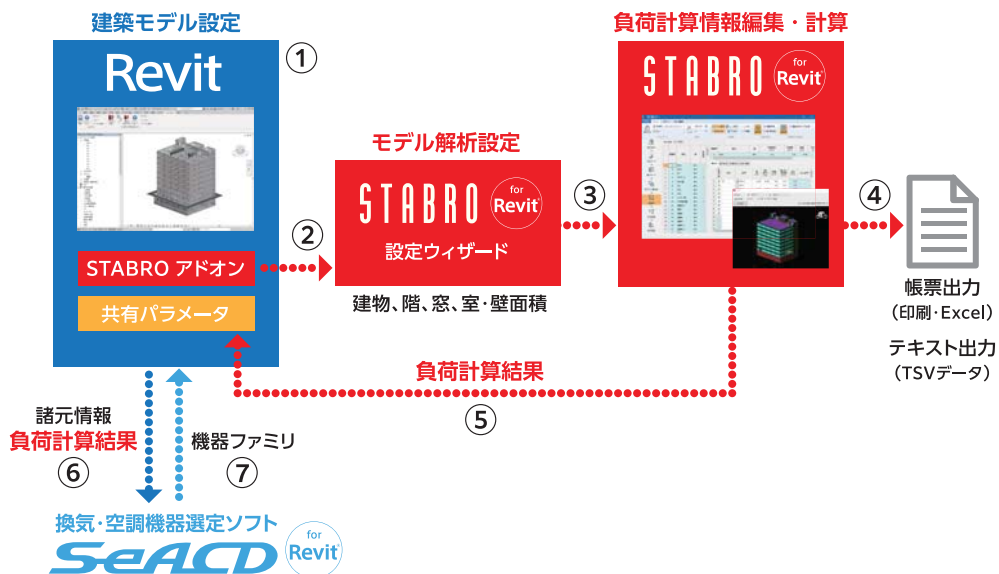 建築モデル設定
①
Revit
STABRO アドオン
共有パラメータ
②
モデル解析設定
STABRO for Revit
設定ウィザード
建物、階、窓、室・壁面積
③
負荷計算情報編集・計算
STABRO for Revit
④
帳票出力
（印刷・Excel）
テキスト出力
（TSVデータ）
負荷計算結果
⑤
諸元情報
負荷計算結果
⑥
機器ファミリ
⑦
換気・空調機器選定ソフト
SeACD for Revit